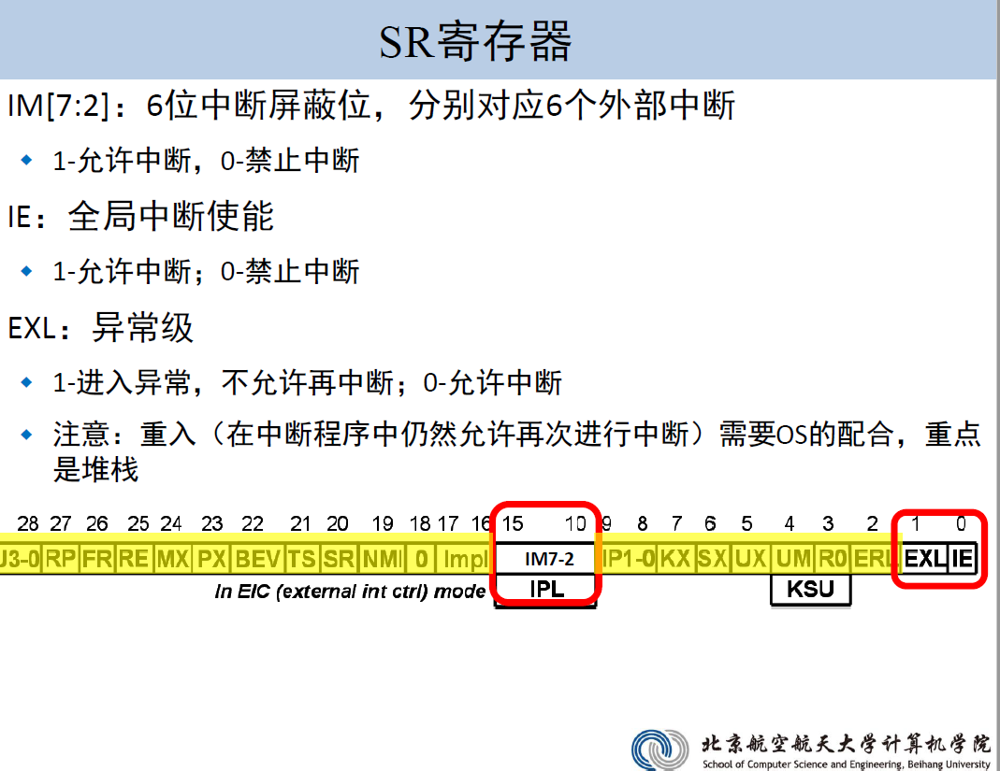 SR寄存器
IM[7:2]：6位中断屏蔽位，分别对应6个外部中断
1-允许中断，0-禁止中断
IE：全局中断使能
1-允许中断；0-禁止中断
EXL：异常级
1-进入异常，不允许再中断；0-允许中断
注意：重入（在中断程序中仍然允许再次进行中断）需要OS的配合，重点
是堆栈
28 27 26 25 24 23 22 21 20 19 18 17 16 15 10 9 8 7 6 5 4 3 2 1 0
U3-0 RP FR RE MX PX BEV TS SR NMI 0 Impl IM7-2 IP1-0 KX SX UX UM R0 ERL EXL IE
In EIC (external int ctrl) mode IPL KSU
北京航空航天大学计算机学院
School of Computer Science and Engineering, Beihang University